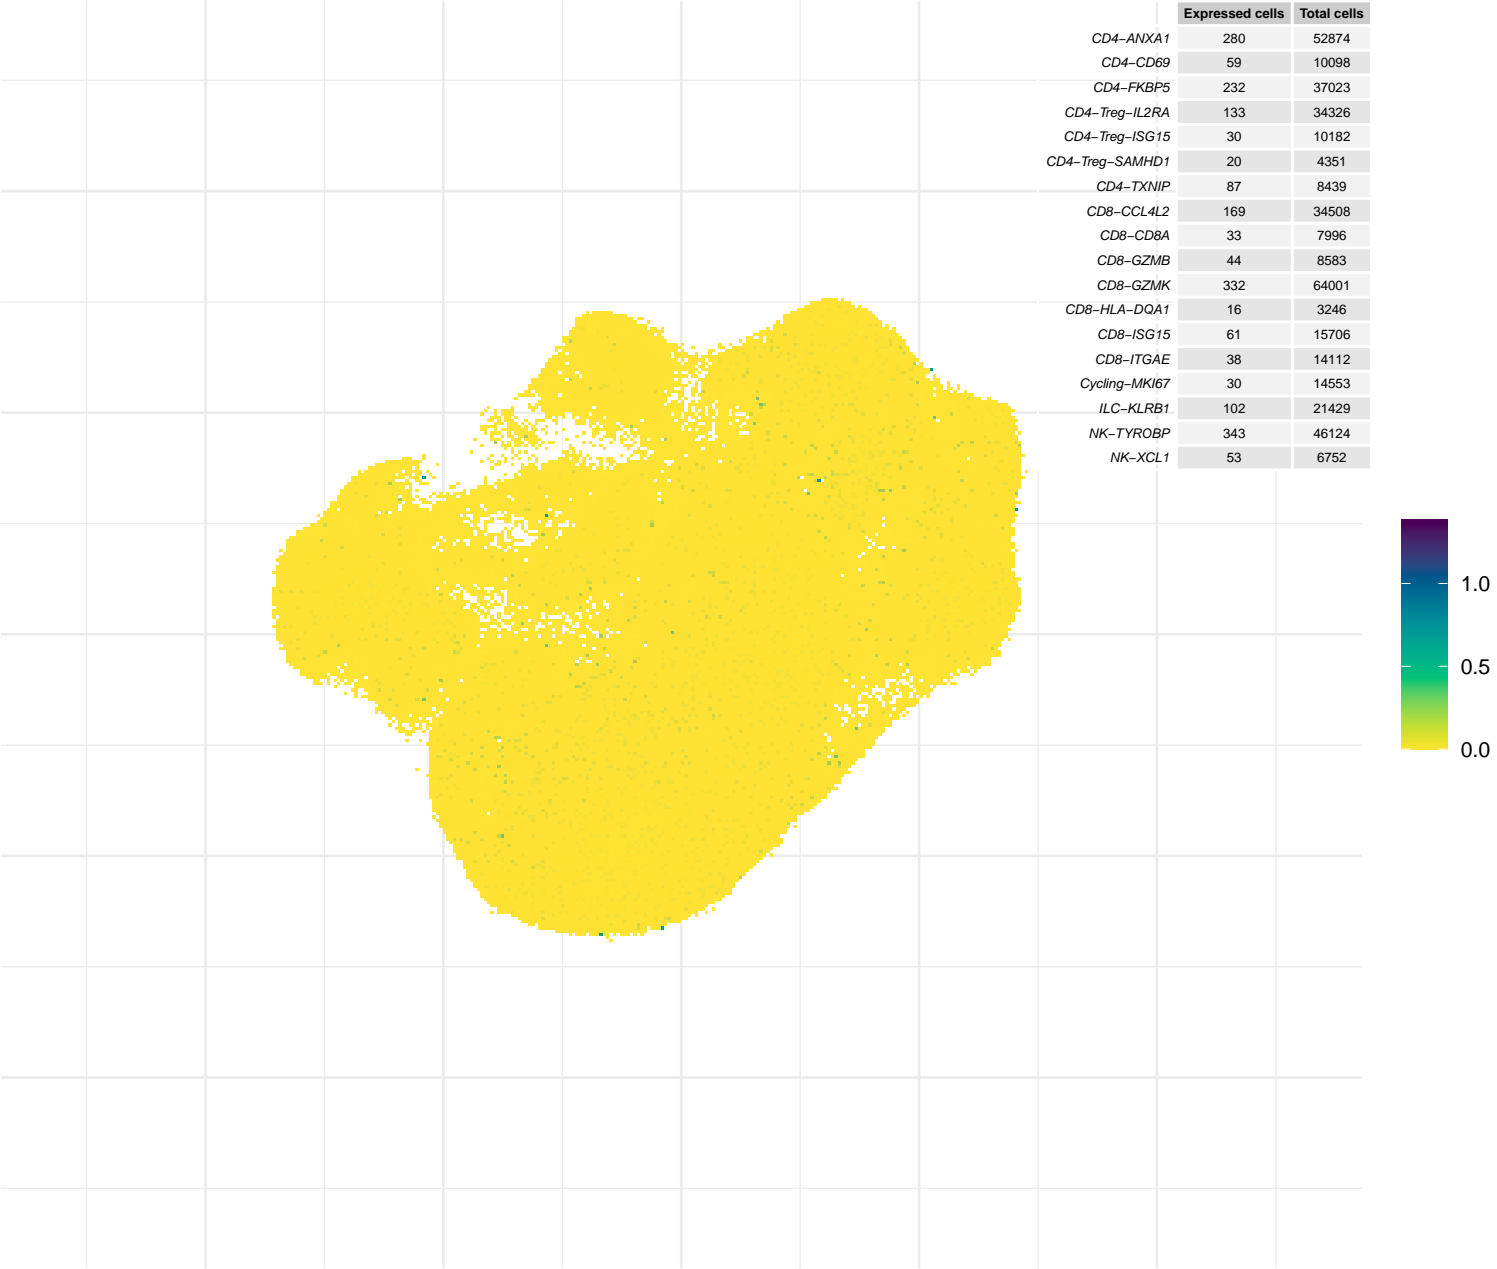 Expressed cells Total cells
CD4−ANXA1 280 52874
CD4−CD69 59 10098
CD4−FKBP5 232 37023
CD4−Treg−IL2RA 133 34326
CD4−Treg−ISG15 30 10182
CD4−Treg−SAMHD1 20 4351
CD4−TXNIP 87 8439
CD8−CCL4L2 169 34508
CD8−CD8A 33 7996
CD8−GZMB 44 8583
CD8−GZMK 332 64001
CD8−HLA−DQA1 16 3246
CD8−ISG15 61 15706
CD8−ITGAE 38 14112
Cycling−MKI67 30 14553
ILC−KLRB1 102 21429
NK−TYROBP 343 46124
NK−XCL1 53 6752
1.0
0.5
0.0